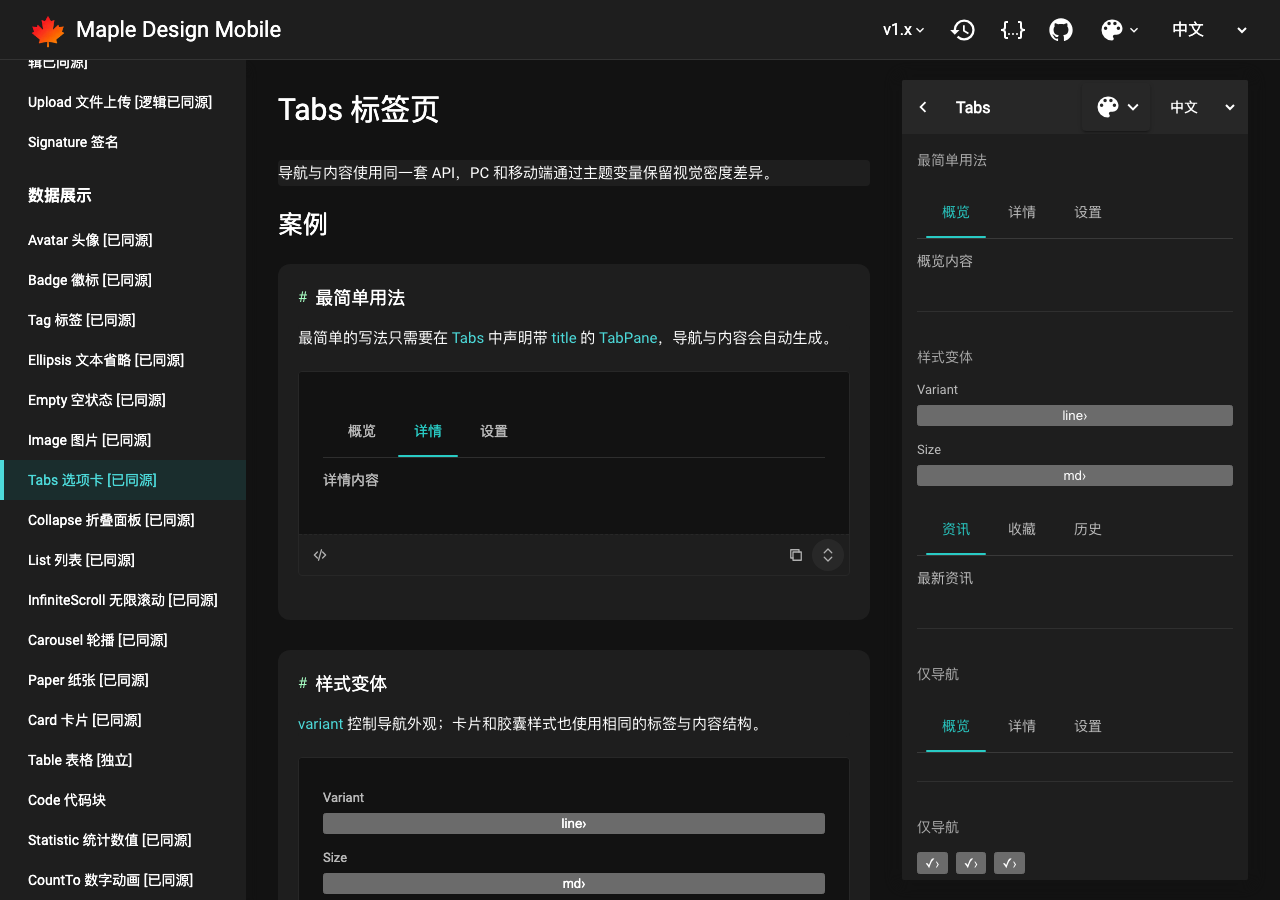 Maple Design Mobile
v1.x
{...}
中文
Upload 文件上传 [逻辑已同源]
Signature 签名
数据展示
Avatar 头像 [已同源]
Badge 徽标 [已同源]
Tag 标签 [已同源]
Ellipsis 文本省略 [已同源]
Empty 空状态 [已同源]
Image 图片 [已同源]
Tabs 选项卡 [已同源]
Collapse 折叠面板 [已同源]
List 列表 [已同源]
InfiniteScroll 无限滚动 [已同源]
Carousel 轮播 [已同源]
Paper 纸张 [已同源]
Card 卡片 [已同源]
Table 表格 [独立]
Code 代码块
Statistic 统计数值 [已同源]
CountTo 数字动画 [已同源]
Tabs 标签页
导航与内容使用同一套 API，PC 和移动端通过主题变量保留视觉密度差异。
案例
# 最简单用法
最简单的写法只需要在 Tabs 中声明带 title 的 TabPane，导航与内容会自动生成。
概览 详情 设置
详情内容
# 样式变体
variant 控制导航外观；卡片和胶囊样式也使用相同的标签与内容结构。
Variant
line›
Size
md›
Tabs
中文
最简单用法
概览 详情 设置
概览内容
样式变体
Variant
line›
Size
md›
资讯 收藏 历史
最新资讯
仅导航
概览 详情 设置
仅导航
✓› ✓› ✓›